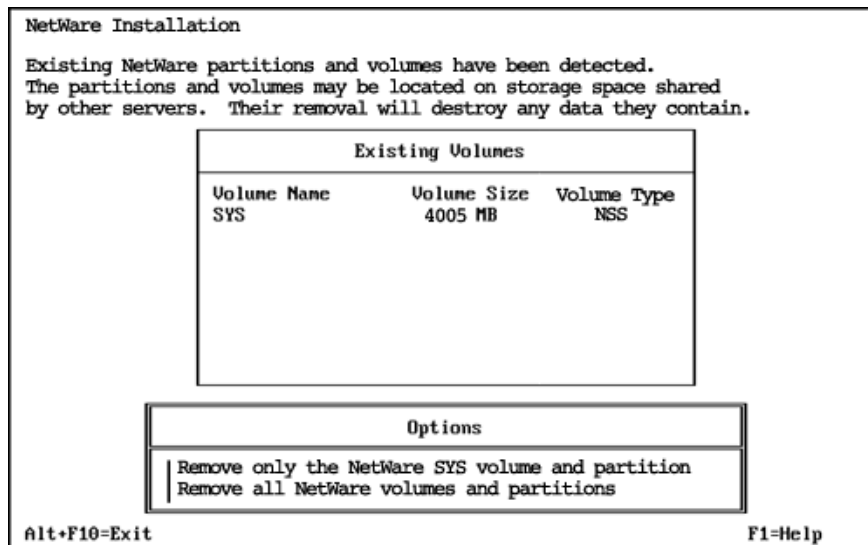 NetWare Installation
Existing NetWare partitions and volumes have been detected.
The partitions and volumes may be located on storage space shared
by other servers. Their removal will destroy any data they contain.
Existing Volumes
Volume Name Volume Size Volume Type
SYS 4005 MB NSS
Options
Remove only the NetWare SYS volume and partition
Remove all NetWare volumes and partitions
Alt+F10=Exit F1=Help